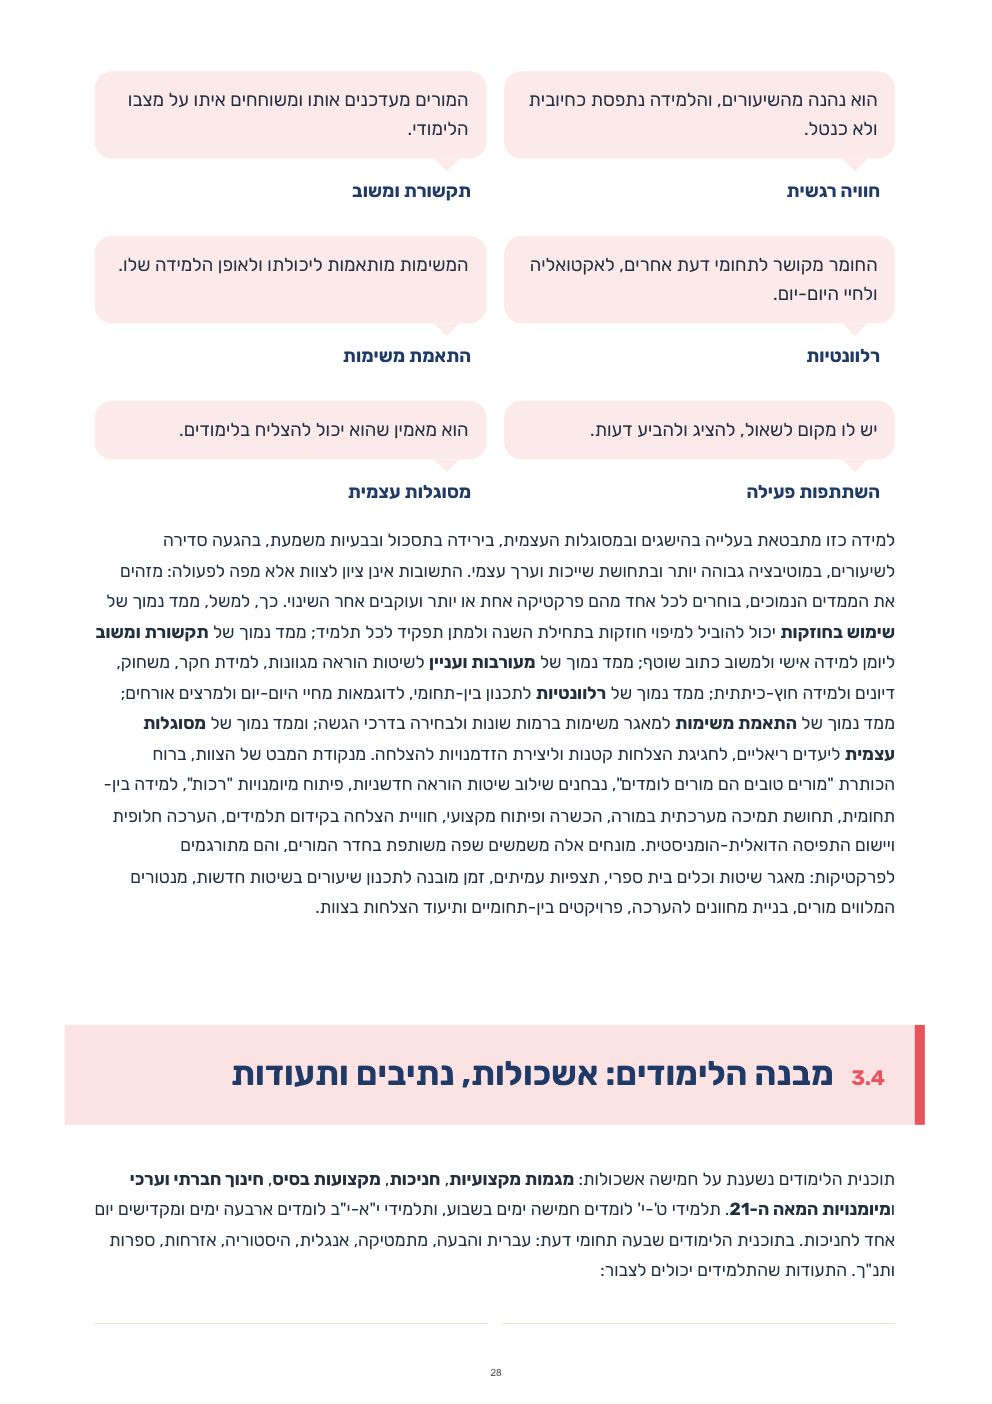 הוא נהנה מהשיעורים, והלמידה נתפסת כחיובית
ולא כנטל.
חוויה רגשית
המורים מעדכנים אותו ומשוחחים איתו על מצבו
הלימודי.
תקשורת ומשוב
החומר מקושר לתחומי דעת אחרים, לאקטואליה
ולחיי היום-יום.
רלוונטיות
המשימות מותאמות ליכולתו ולאופן הלמידה שלו.
התאמת משימות
יש לו מקום לשאול, להציג ולהביע דעות.
השתתפות פעילה
הוא מאמין שהוא יכול להצליח בלימודים.
מסוגלות עצמית
למידה כזו מתבטאת בעלייה בהישגים ובמסוגלות העצמית, בירידה בתסכול ובבעיות משמעת, בהגעה סדירה
לשיעורים, במוטיבציה גבוהה יותר ובתחושת שייכות וערך עצמי. התשובות אינן ציון לצוות אלא מפה לפעולה: מזהים
את הממדים הנמוכים, בוחרים לכל אחד מהם פרקטיקה אחת או יותר ועוקבים אחר השינוי. כך, למשל, ממד נמוך של
שימוש בחוזקות יכול להוביל למיפוי חוזקות בתחילת השנה ולמתן תפקיד לכל תלמיד; ממד נמוך של תקשורת ומשוב
ליומן למידה אישי ולמשוב כתוב שוטף; ממד נמוך של מעורבות ועניין לשיטות הוראה מגוונות, למידת חקר, משחוק,
דיונים ולמידה חוץ-כיתתית; ממד נמוך של רלוונטיות לתכנון בין-תחומי, לדוגמאות מחיי היום-יום ולמרצים אורחים;
ממד נמוך של התאמת משימות למאגר משימות ברמות שונות ולבחירה בדרכי הגשה; וממד נמוך של מסוגלות
עצמית ליעדים ריאליים, לחגיגת הצלחות קטנות וליצירת הזדמנויות להצלחה. מנקודת המבט של הצוות, ברוח
הכותרת "מורים טובים הם מורים לומדים", נבחנים שילוב שיטות הוראה חדשניות, פיתוח מיומנויות "רכות", למידה בין-
תחומית, תחושת תמיכה מערכתית במורה, הכשרה ופיתוח מקצועי, חוויית הצלחה בקידום תלמידים, הערכה חלופית
ויישום התפיסה הדואלית-הומניסטית. מונחים אלה משמשים שפה משותפת בחדר המורים, והם מתורגמים
לפרקטיקות: מאגר שיטות וכלים בית ספרי, תצפיות עמיתים, זמן מובנה לתכנון שיעורים בשיטות חדשות, מנטורים
המלווים מורים, בניית מחוונים להערכה, פרויקטים בין-תחומיים ותיעוד הצלחות בצוות.
3.4 מבנה הלימודים: אשכולות, נתיבים ותעודות
תוכנית הלימודים נשענת על חמישה אשכולות: מגמות מקצועיות, חניכות, מקצועות בסיס, חינוך חברתי וערכי
ומיומנויות המאה ה-21. תלמידי ט'-י' לומדים חמישה ימים בשבוע, ותלמידי י"א-י"ב לומדים ארבעה ימים ומקדישים יום
אחד לחניכות. בתוכנית הלימודים שבעה תחומי דעת: עברית והבעה, מתמטיקה, אנגלית, היסטוריה, אזרחות, ספרות
ותנ"ך. התעודות שהתלמידים יכולים לצבור:
28